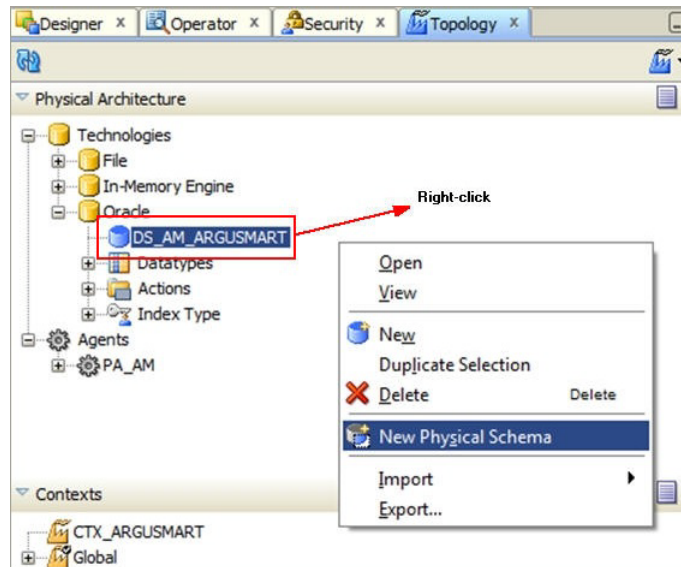 Designer x Operator x Security x Topology x
Physical Architecture
Technologies
File
In-Memory Engine
Oracle
DS_AM_ARGUSMART
Datatypes
Actions
Index Type
Agents
PA_AM
Right-click
Open
View
New
Duplicate Selection
Delete Delete
New Physical Schema
Import
Export...
Contexts
CTX_ARGUSMART
Global